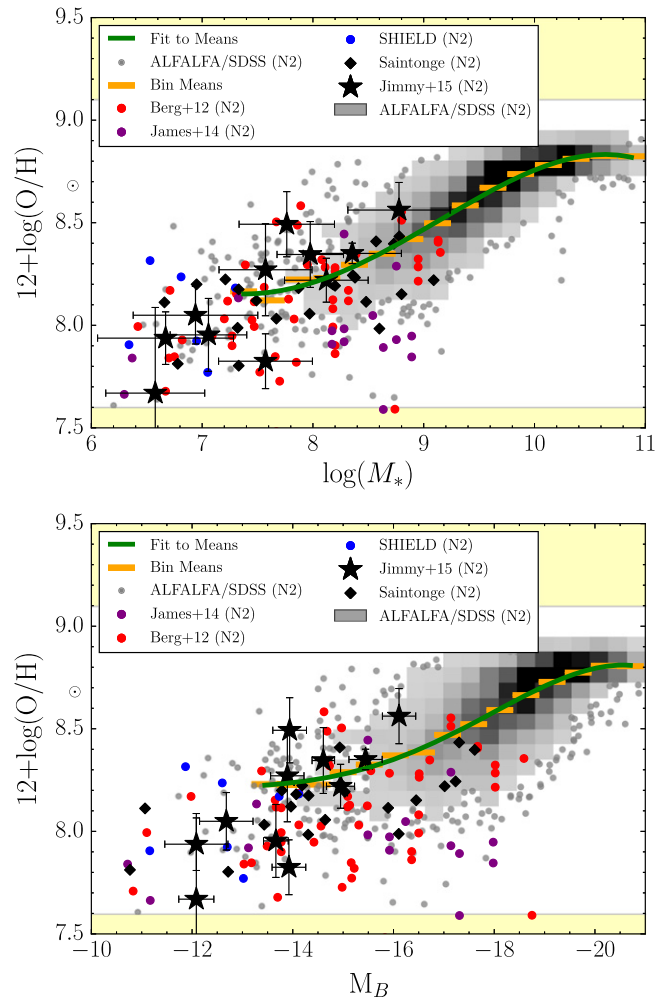 9.5
9.0
8.5
8.0
7.5
12+log(O/H)
⊙
Fit to Means
ALFALFA/SDSS (N2)
Bin Means
Berg+12 (N2)
James+14 (N2)
SHIELD (N2)
Saintonge (N2)
Jimmy+15 (N2)
ALFALFA/SDSS (N2)
6 7 8 9 10 11
log(M*)
9.5
9.0
8.5
8.0
7.5
12+log(O/H)
⊙
Fit to Means
Bin Means
ALFALFA/SDSS (N2)
James+14 (N2)
Berg+12 (N2)
SHIELD (N2)
Jimmy+15 (N2)
Saintonge (N2)
ALFALFA/SDSS (N2)
−10 −12 −14 −16 −18 −20
M_B